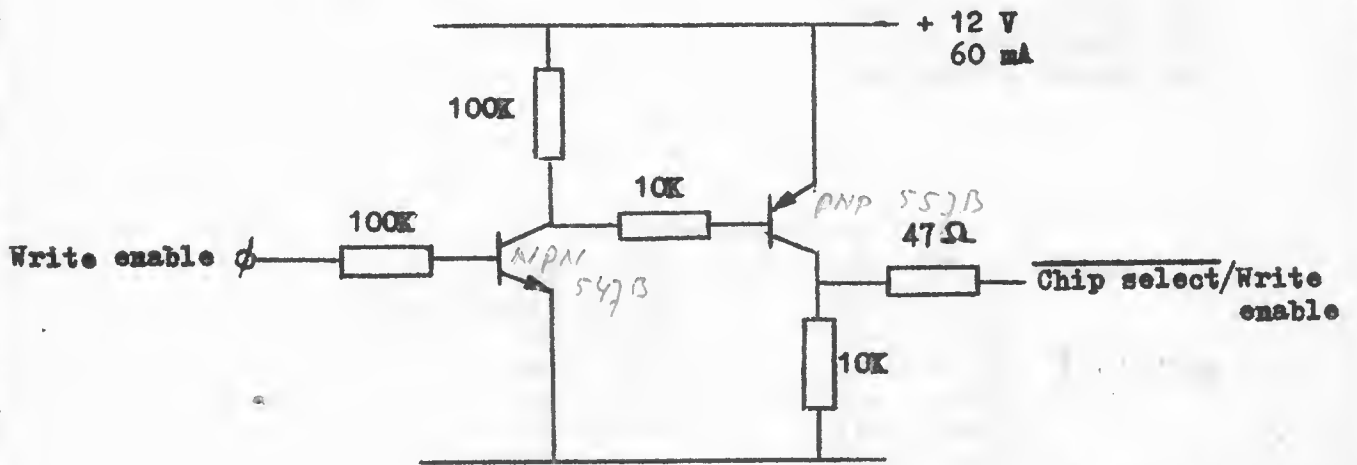 + 12 V
60 mA
100K
10K
PNP 557B
100K
47Ω
Write enable
NPN
547B
Chip select/Write
enable
10K